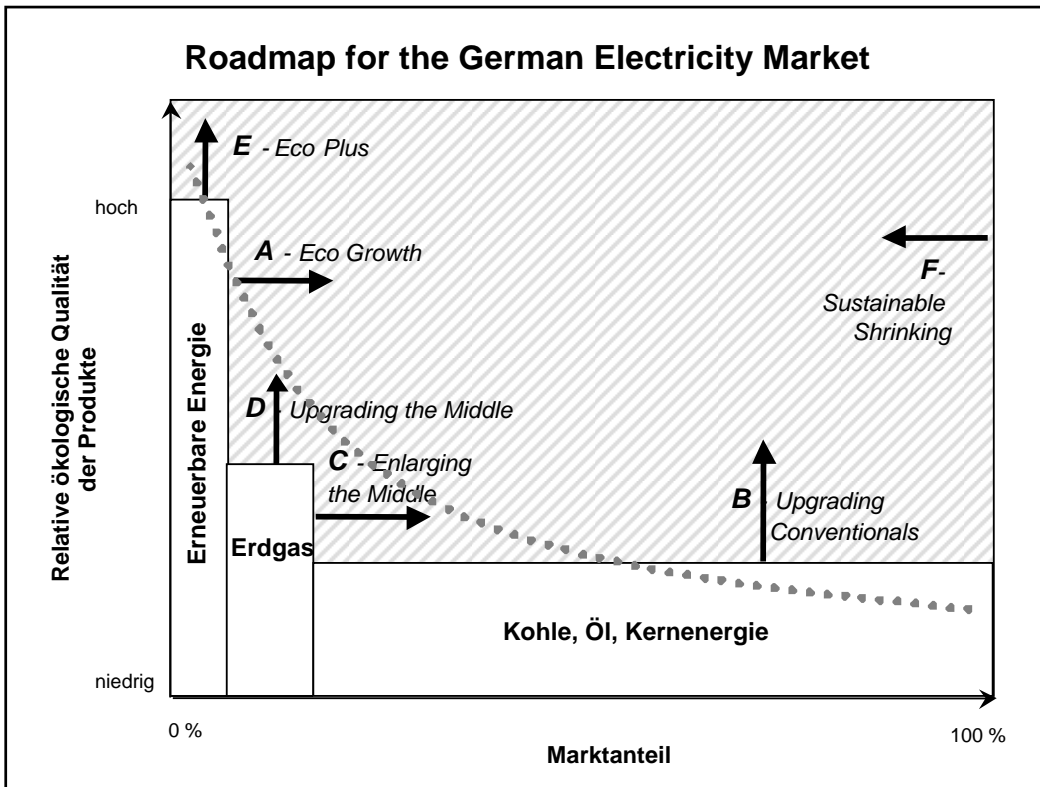 Roadmap for the German Electricity Market
E - Eco Plus
hoch
A - Eco Growth
F-
Sustainable
Shrinking
Relative ökologische Qualität
der Produkte
Erneuerbare Energie
D - Upgrading the Middle
C - Enlarging
the Middle
B - Upgrading
Conventionals
Erdgas
Kohle, Öl, Kernenergie
niedrig
0 %
100 %
Marktanteil